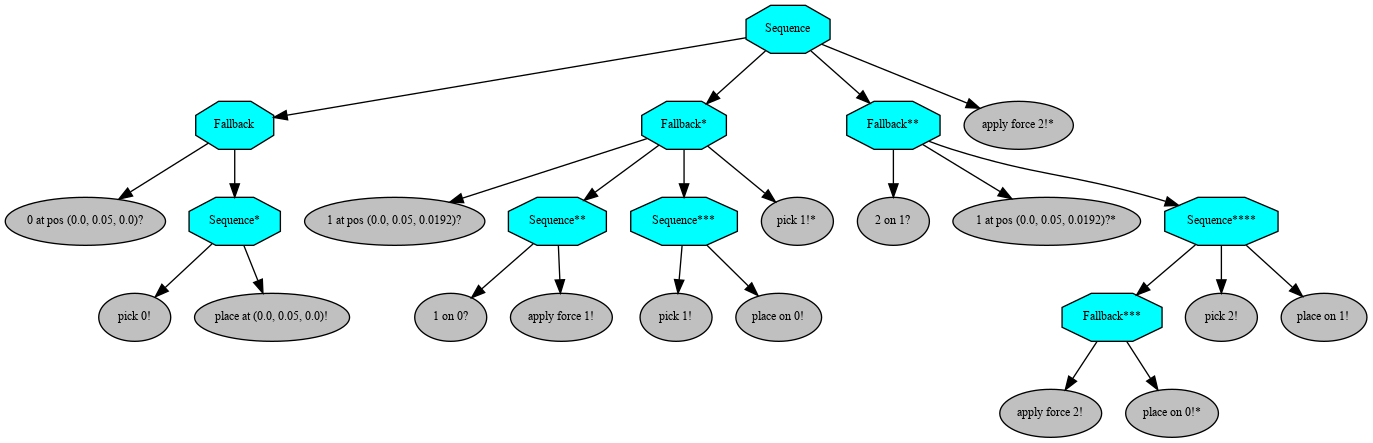 Sequence
Fallback
Fallback*
Fallback**
apply force 2!*
0 at pos (0.0, 0.05, 0.0)?
Sequence*
1 at pos (0.0, 0.05, 0.0192)?
Sequence**
Sequence***
pick 1!*
2 on 1?
1 at pos (0.0, 0.05, 0.0192)?*
Sequence****
pick 0!
place at (0.0, 0.05, 0.0)!
1 on 0?
apply force 1!
pick 1!
place on 0!
Fallback***
pick 2!
place on 1!
apply force 2!
place on 0!*